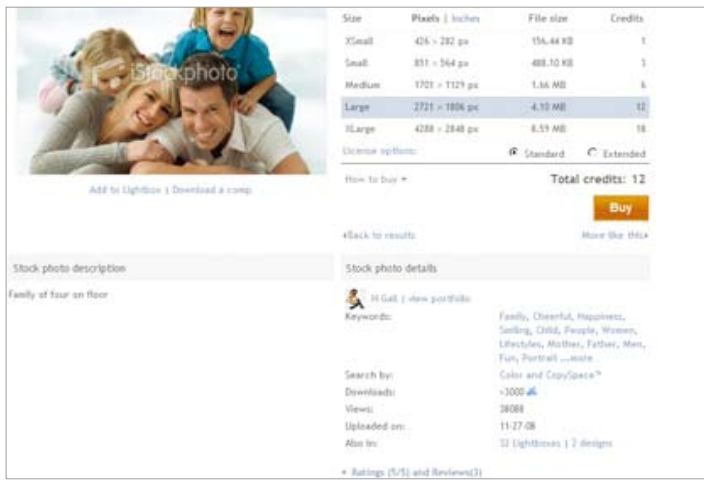 iStockphoto
Add to Lightbox | Download a comp
Size Pixels | Inches File size Credits
XSmall 426 x 282 px 156.44 KB 1
Small 851 x 564 px 488.10 KB 3
Medium 1701 x 1129 px 1.66 MB 6
Large 2721 x 1806 px 4.10 MB 12
XLarge 4288 x 2848 px 8.59 MB 18
License options: Standard Extended
How to buy
Total credits: 12
Buy
Back to results More like this
Stock photo description
Family of four on floor
Stock photo details
H Gall | view portfolio
Keywords: Family, Cheerful, Happiness,
Smiling, Child, People, Women,
Lifestyles, Mother, Father, Men,
Fun, Portrait ...more
Search by: Color and CopySpace™
Downloads: >3000
Views: 38088
Uploaded on: 11-27-08
Also in: 32 Lightboxes | 2 designs
Ratings (5/5) and Reviews(3)